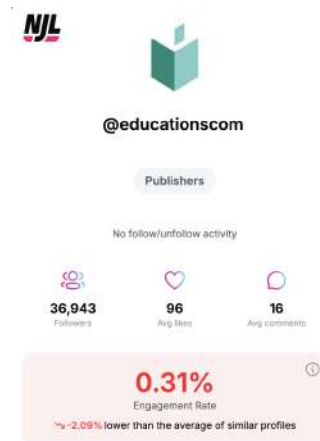 NJL
@educationscom
Publishers
No follow/unfollow activity
36,943 96 16
Followers Avg likes Avg comments
0.31%
Engagement Rate
-2.09% lower than the average of similar profiles